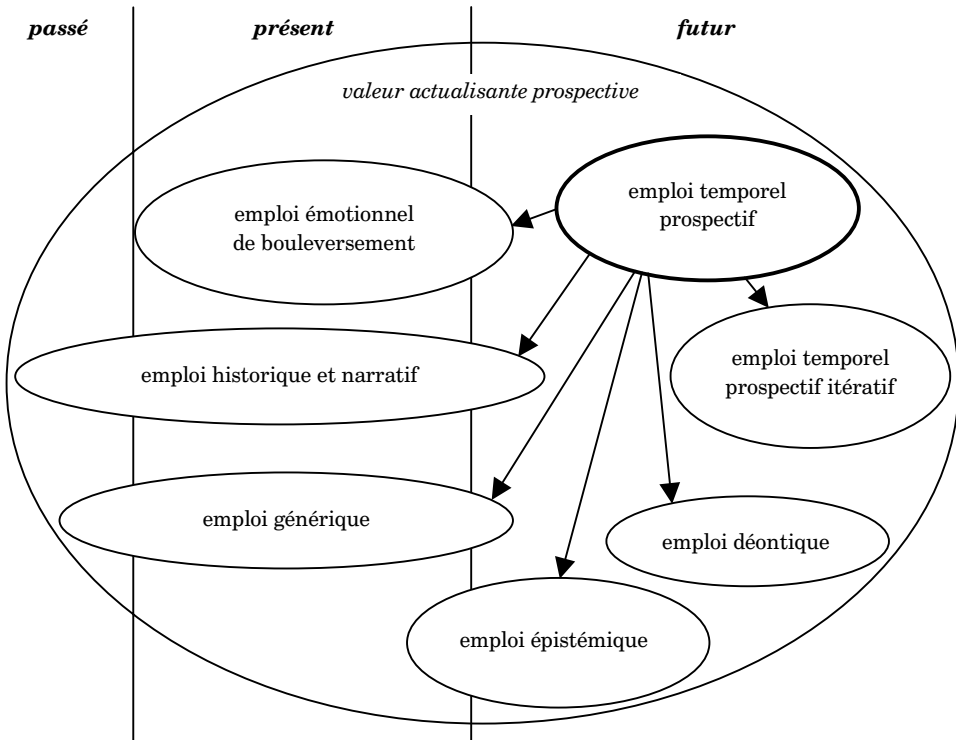 passé
présent
futur
valeur actualisante prospective
emploi temporel
prospectif
emploi émotionnel
de bouleversement
emploi temporel
prospectif itératif
emploi historique et narratif
emploi générique
emploi déontique
emploi épistémique